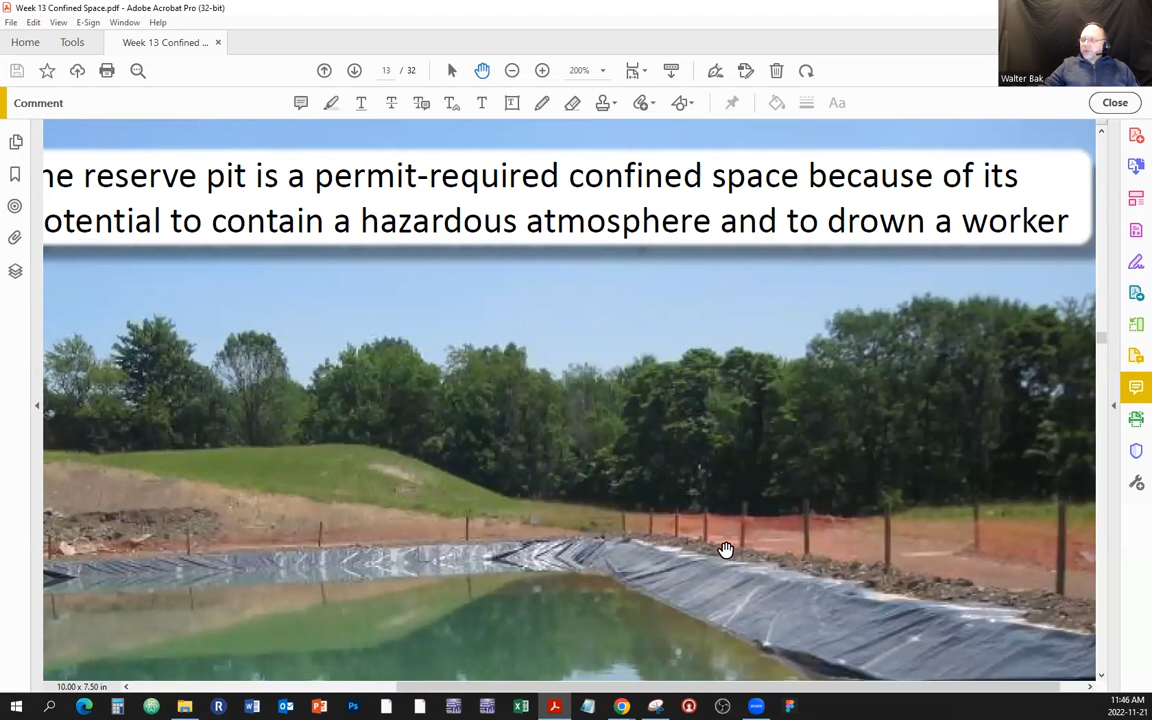 Week 13 Confined Space.pdf - Adobe Acrobat Pro (32-bit)
File Edit View E-Sign Window Help
Home Tools Week 13 Confined ... ×
13 / 32 200%
Walter Bak
Comment Close
he reserve pit is a permit-required confined space because of its
otential to contain a hazardous atmosphere and to drown a worker
10.00 x 7.50 in
11:46 AM
2022-11-21